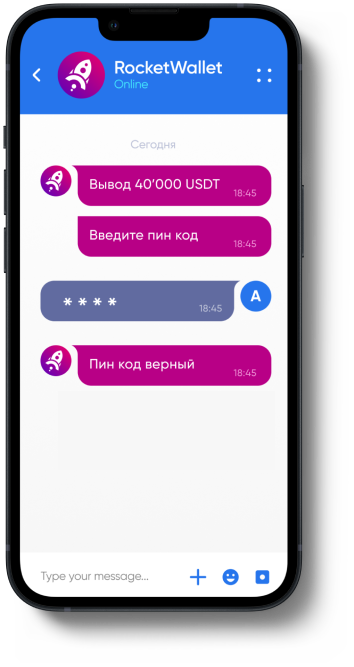 RocketWallet
Online
Сегодня
Вывод 40’000 USDT
18:45
Введите пин код
18:45
* * * *
18:45
A
Пин код верный
18:45
Type your message...